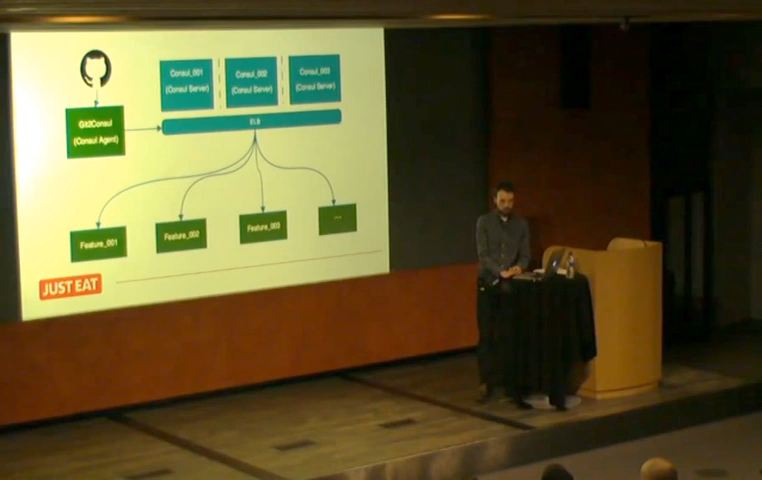 Consul_001
(Consul Server)
Consul_002
(Consul Server)
Consul_003
(Consul Server)
Git2Consul
(Consul Agent)
ELB
Feature_001
Feature_002
Feature_003
...
JUST EAT